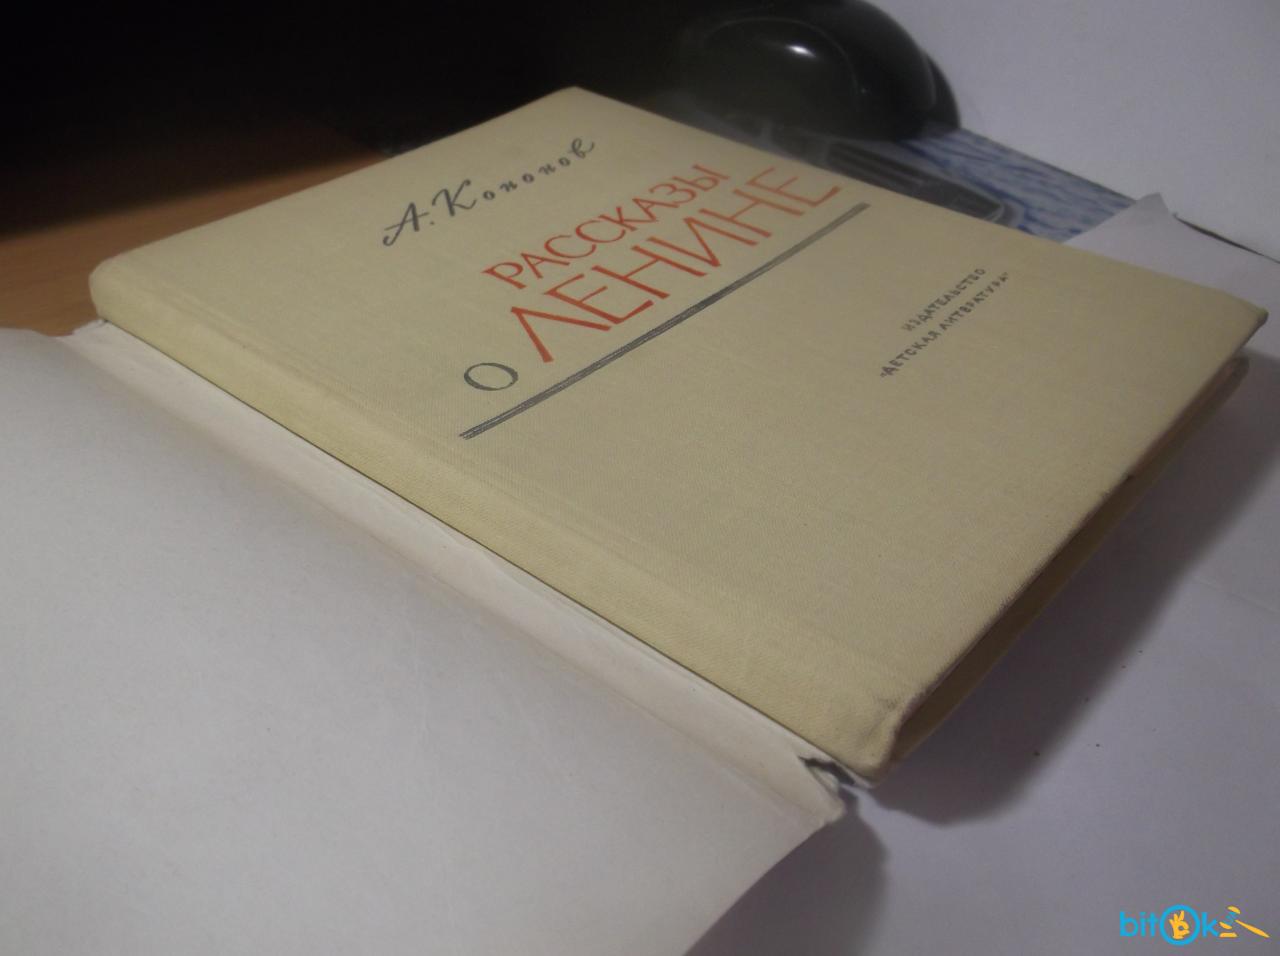 А. Кононов
РАССКАЗЫ
О ЛЕНИНЕ
ИЗДАТЕЛЬСТВО
"ДЕТСКАЯ ЛИТЕРАТУРА"
bitok